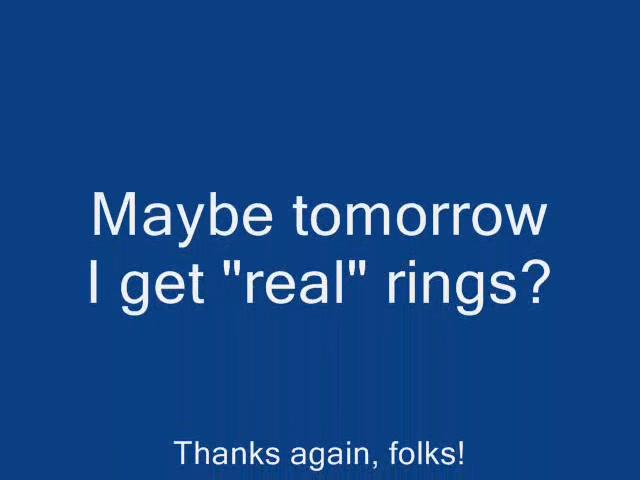 Maybe tomorrow
I get "real" rings?
Thanks again, folks!